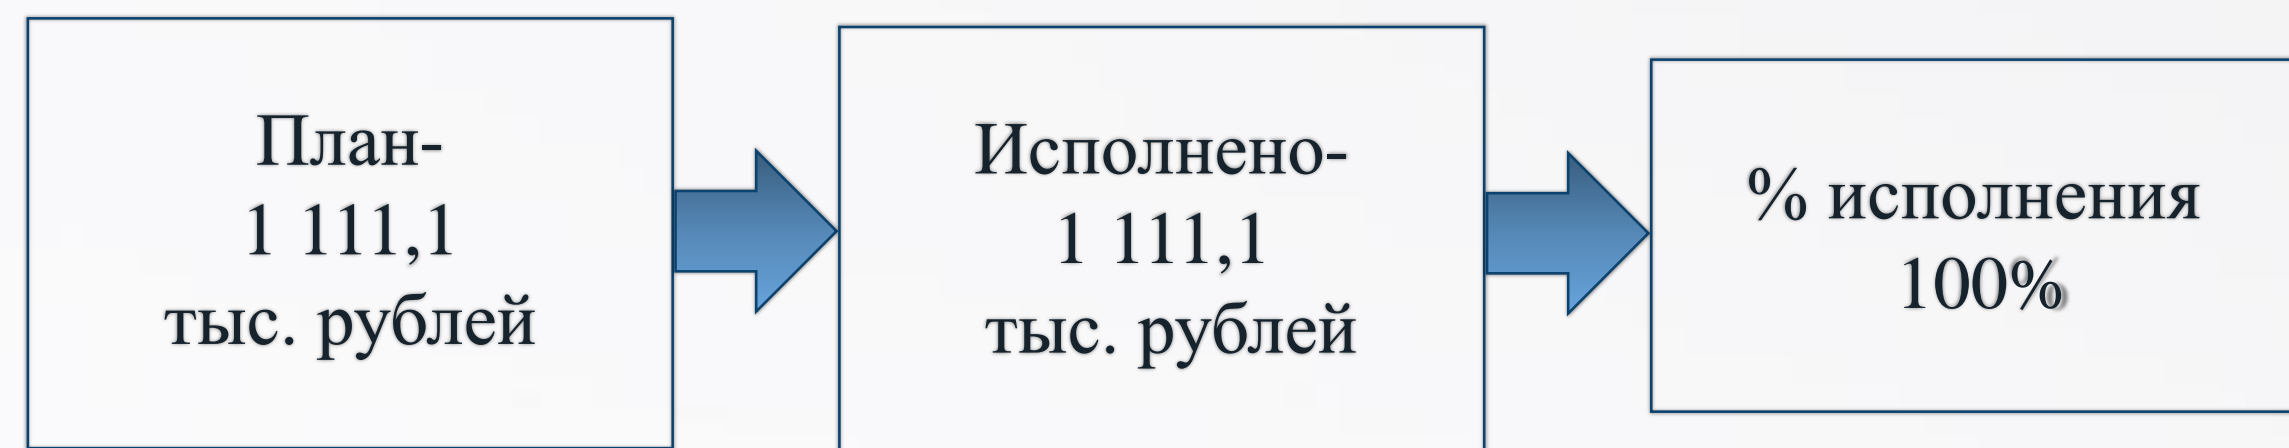 План-
1 111,1
тыс. рублей
Исполнено-
1 111,1
тыс. рублей
% исполнения
100%